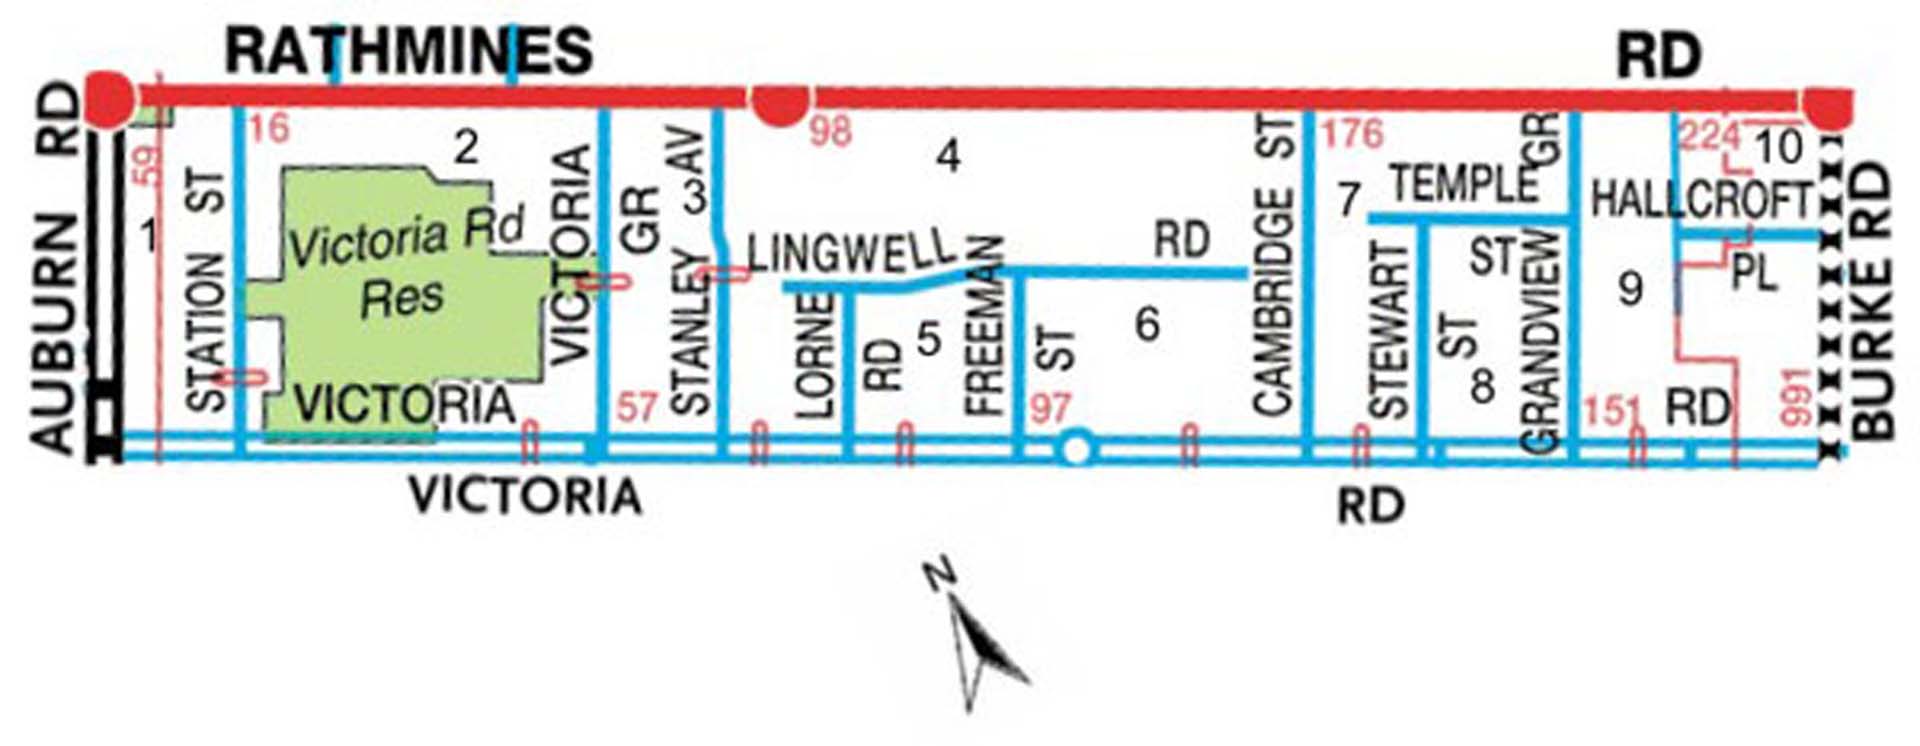 RATHMINES RD
AUBURN RD
59
1
STATION ST
16
2
Victoria Rd
Res
VICTORIA
VICTORIA GR
57
STANLEY AV
3
98
4
LINGWELL RD
LORNE RD
5
FREEMAN ST
97
6
CAMBRIDGE ST
176
7
TEMPLE ST
STEWART ST
8
GRANDVIEW GR
9
151
RD
224
10
HALLCROFT PL
991
BURKE RD
VICTORIA RD
N